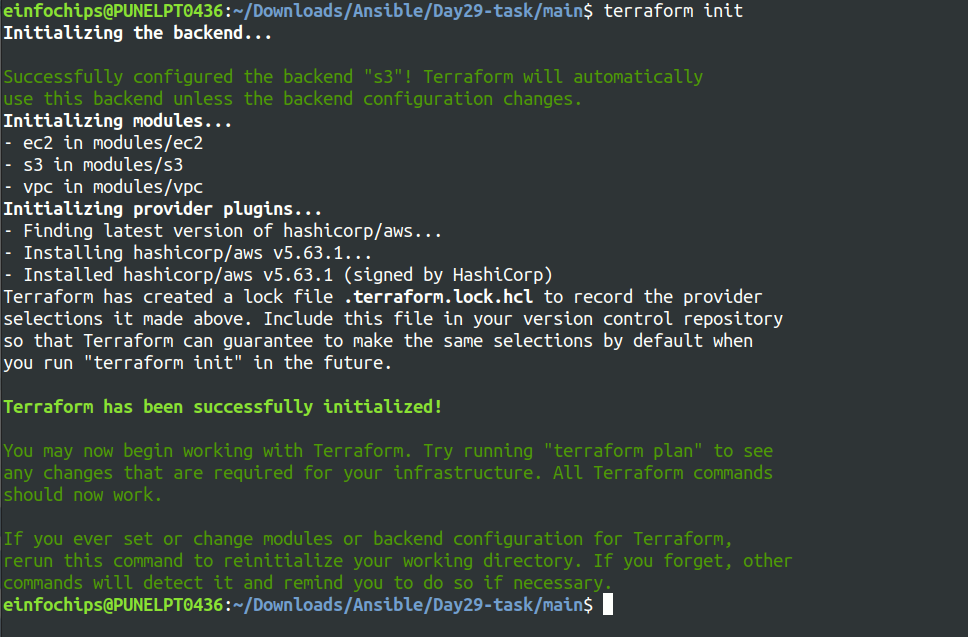 einfochips@PUNELPT0436:~/Downloads/Ansible/Day29-task/main$ terraform init
Initializing the backend...
Successfully configured the backend "s3"! Terraform will automatically
use this backend unless the backend configuration changes.
Initializing modules...
- ec2 in modules/ec2
- s3 in modules/s3
- vpc in modules/vpc
Initializing provider plugins...
- Finding latest version of hashicorp/aws...
- Installing hashicorp/aws v5.63.1...
- Installed hashicorp/aws v5.63.1 (signed by HashiCorp)
Terraform has created a lock file .terraform.lock.hcl to record the provider
selections it made above. Include this file in your version control repository
so that Terraform can guarantee to make the same selections by default when
you run "terraform init" in the future.
Terraform has been successfully initialized!
You may now begin working with Terraform. Try running "terraform plan" to see
any changes that are required for your infrastructure. All Terraform commands
should now work.
If you ever set or change modules or backend configuration for Terraform,
rerun this command to reinitialize your working directory. If you forget, other
commands will detect it and remind you to do so if necessary.
einfochips@PUNELPT0436:~/Downloads/Ansible/Day29-task/main$